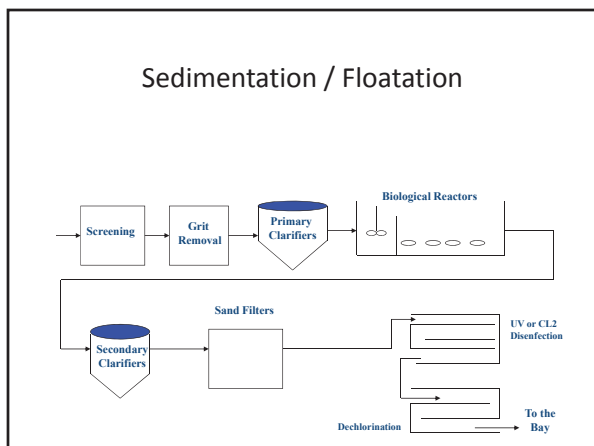 Sedimentation / Floatation
Biological Reactors
Screening
Grit
Removal
Primary
Clarifiers
Sand Filters
Secondary
Clarifiers
UV or CL2
Disenfection
Dechlorination
To the
Bay